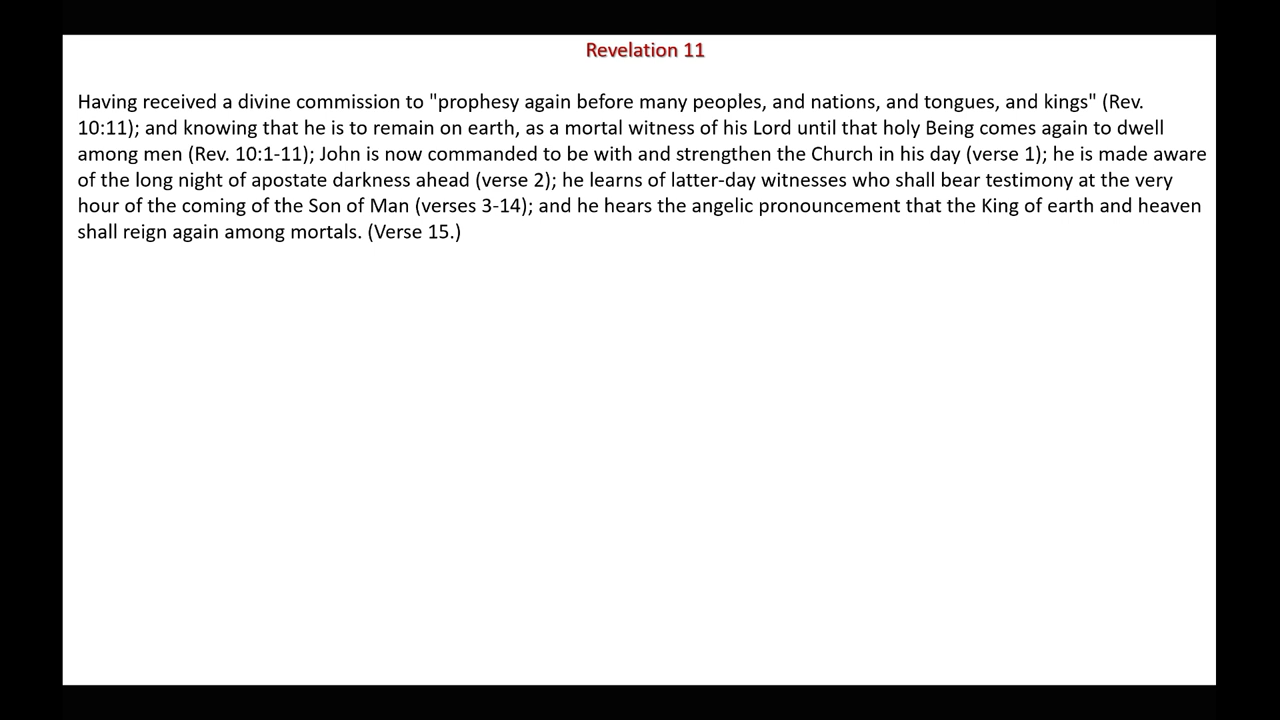 Revelation 11
Having received a divine commission to "prophesy again before many peoples, and nations, and tongues, and kings" (Rev.
10:11); and knowing that he is to remain on earth, as a mortal witness of his Lord until that holy Being comes again to dwell
among men (Rev. 10:1-11); John is now commanded to be with and strengthen the Church in his day (verse 1); he is made aware
of the long night of apostate darkness ahead (verse 2); he learns of latter-day witnesses who shall bear testimony at the very
hour of the coming of the Son of Man (verses 3-14); and he hears the angelic pronouncement that the King of earth and heaven
shall reign again among mortals. (Verse 15.)